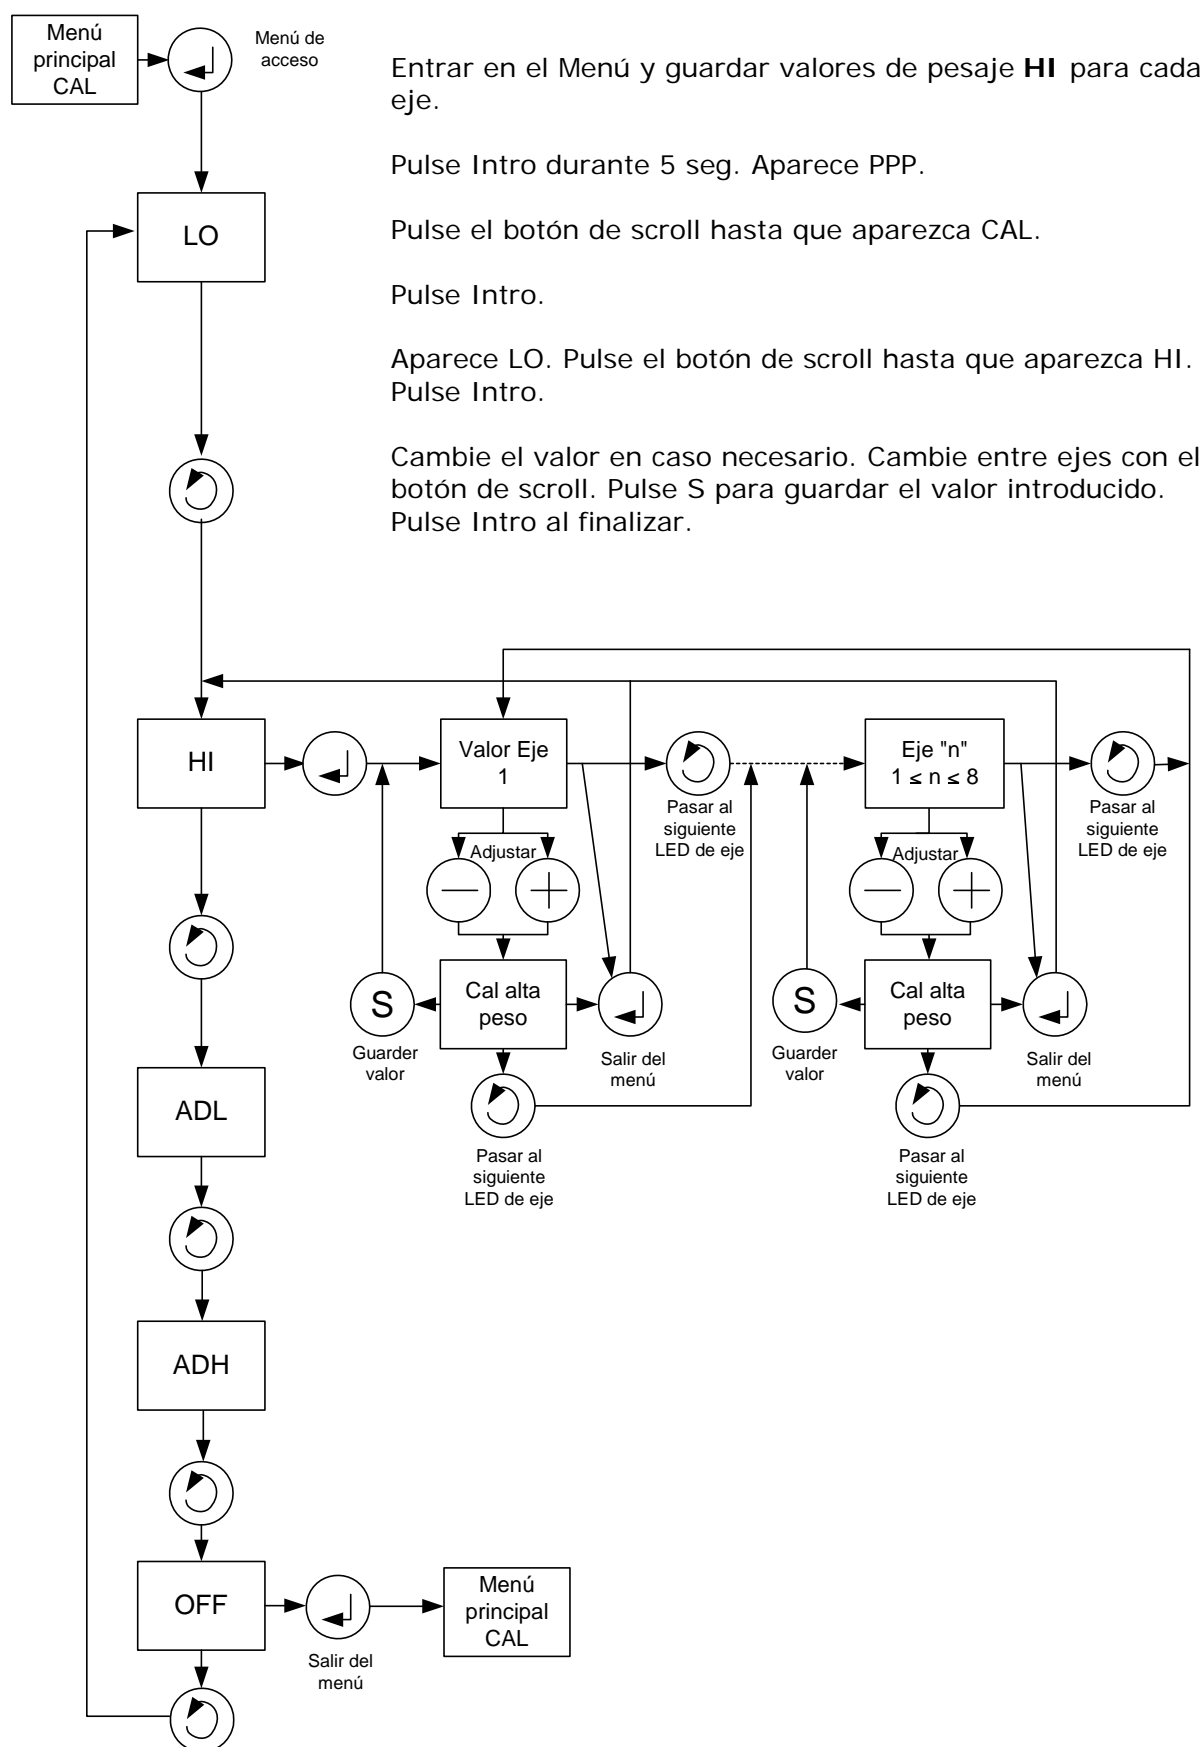 Menú
principal
CAL
Menú de
acceso
Entrar en el Menú y guardar valores de pesaje HI para cada
eje.
Pulse Intro durante 5 seg. Aparece PPP.
Pulse el botón de scroll hasta que aparezca CAL.
Pulse Intro.
Aparece LO. Pulse el botón de scroll hasta que aparezca HI.
Pulse Intro.
Cambie el valor en caso necesario. Cambie entre ejes con el
botón de scroll. Pulse S para guardar el valor introducido.
Pulse Intro al finalizar.
LO
HI
Valor Eje
1
Pasar al
siguiente
LED de eje
Eje "n"
1 ≤ n ≤ 8
Pasar al
siguiente
LED de eje
Adjustar
Adjustar
S
Guarder
valor
Cal alta
peso
Salir del
menú
S
Guarder
valor
Cal alta
peso
Salir del
menú
Pasar al
siguiente
LED de eje
Pasar al
siguiente
LED de eje
ADL
ADH
OFF
Salir del
menú
Menú
principal
CAL